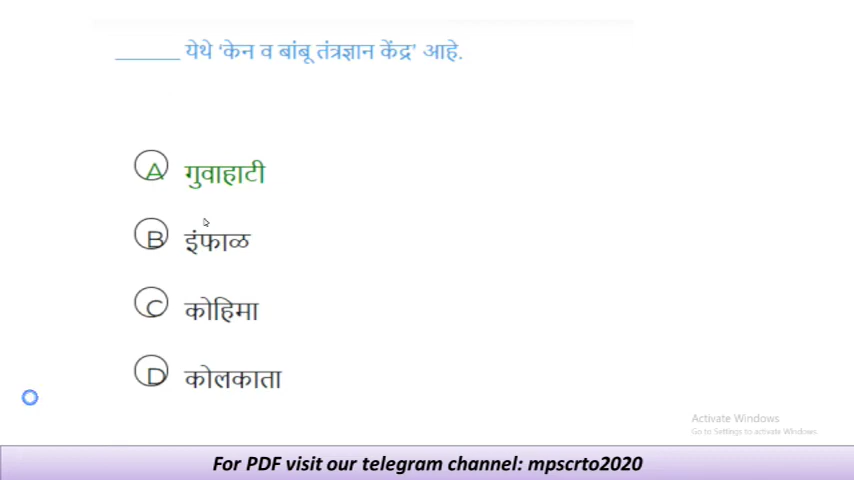 ______ येथे ‘केन व बांबू तंत्रज्ञान केंद्र’ आहे.
A गुवाहाटी
B इंफाळ
C कोहिमा
D कोलकाता
Activate Windows
Go to Settings to activate Windows.
For PDF visit our telegram channel: mpscrto2020